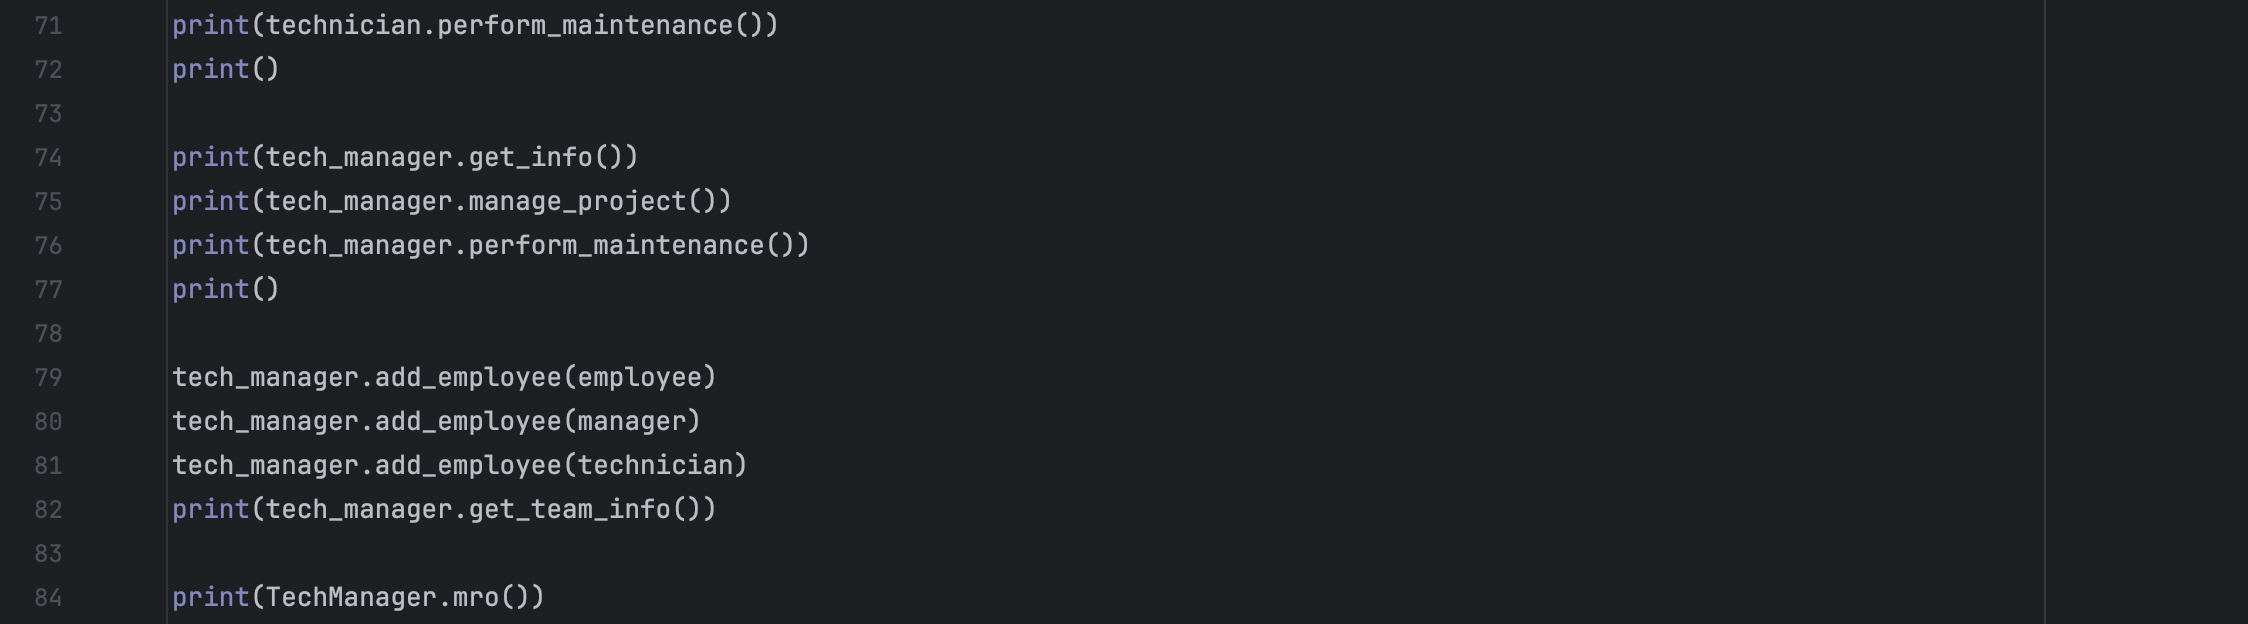 71 print(technician.perform_maintenance())
72 print()
73
74 print(tech_manager.get_info())
75 print(tech_manager.manage_project())
76 print(tech_manager.perform_maintenance())
77 print()
78
79 tech_manager.add_employee(employee)
80 tech_manager.add_employee(manager)
81 tech_manager.add_employee(technician)
82 print(tech_manager.get_team_info())
83
84 print(TechManager.mro())